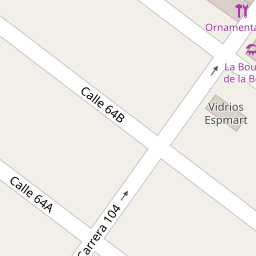 Ornamenta
La Bou
de la B
Vidrios
Espmart
Calle 64B
Calle 64A
Carrera 104